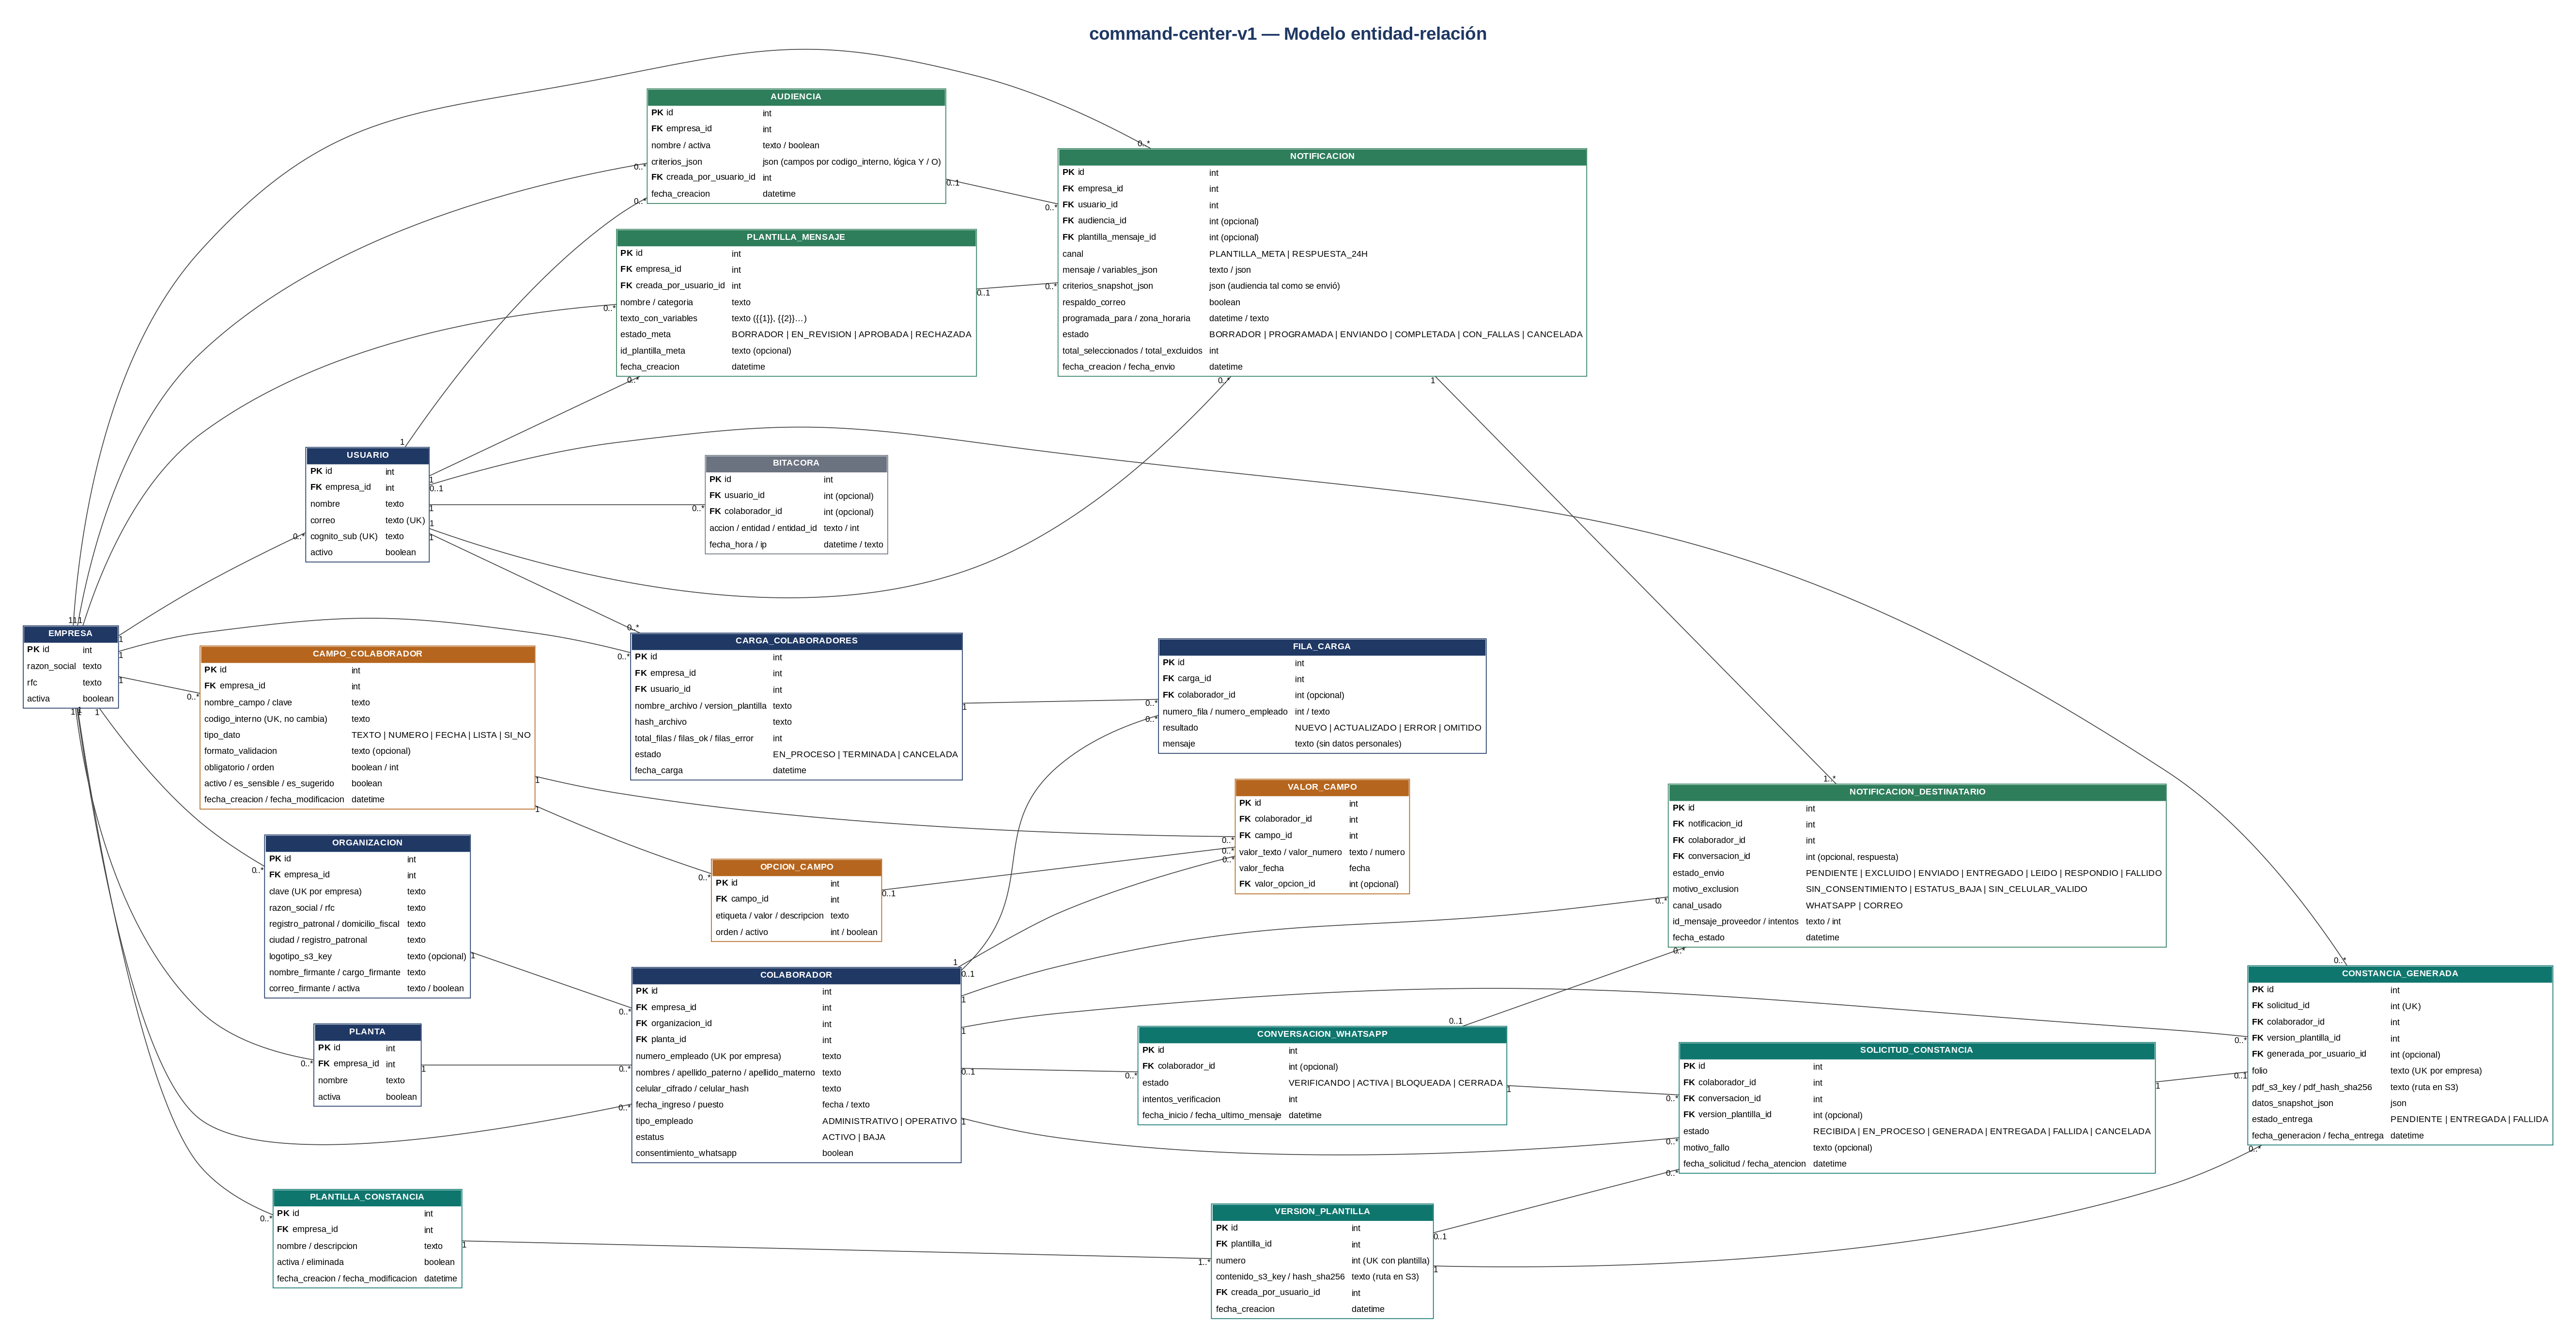 command-center-v1 — Modelo entidad-relación
AUDIENCIA
PK id int
FK empresa_id int
nombre / activa texto / boolean
criterios_json json (campos por codigo_interno, lógica Y / O)
FK creada_por_usuario_id int
fecha_creacion datetime
NOTIFICACION
PK id int
FK empresa_id int
FK usuario_id int
FK audiencia_id int (opcional)
FK plantilla_mensaje_id int (opcional)
canal PLANTILLA_META | RESPUESTA_24H
mensaje / variables_json texto / json
criterios_snapshot_json json (audiencia tal como se envió)
respaldo_correo boolean
programada_para / zona_horaria datetime / texto
estado BORRADOR | PROGRAMADA | ENVIANDO | COMPLETADA | CON_FALLAS | CANCELADA
total_seleccionados / total_excluidos int
fecha_creacion / fecha_envio datetime
PLANTILLA_MENSAJE
PK id int
FK empresa_id int
FK creada_por_usuario_id int
nombre / categoria texto
texto_con_variables texto ({{1}}, {{2}}…)
estado_meta BORRADOR | EN_REVISION | APROBADA | RECHAZADA
id_plantilla_meta texto (opcional)
fecha_creacion datetime
USUARIO
PK id int
FK empresa_id int
nombre texto
correo texto (UK)
cognito_sub (UK) texto
activo boolean
BITACORA
PK id int
FK usuario_id int (opcional)
FK colaborador_id int (opcional)
accion / entidad / entidad_id texto / int
fecha_hora / ip datetime / texto
EMPRESA
PK id int
razon_social texto
rfc texto
activa boolean
CAMPO_COLABORADOR
PK id int
FK empresa_id int
nombre_campo / clave texto
codigo_interno (UK, no cambia) texto
tipo_dato TEXTO | NUMERO | FECHA | LISTA | SI_NO
formato_validacion texto (opcional)
obligatorio / orden boolean / int
activo / es_sensible / es_sugerido boolean
fecha_creacion / fecha_modificacion datetime
CARGA_COLABORADORES
PK id int
FK empresa_id int
FK usuario_id int
nombre_archivo / version_plantilla texto
hash_archivo texto
total_filas / filas_ok / filas_error int
estado EN_PROCESO | TERMINADA | CANCELADA
fecha_carga datetime
FILA_CARGA
PK id int
FK carga_id int
FK colaborador_id int (opcional)
numero_fila / numero_empleado int / texto
resultado NUEVO | ACTUALIZADO | ERROR | OMITIDO
mensaje texto (sin datos personales)
VALOR_CAMPO
PK id int
FK colaborador_id int
FK campo_id int
valor_texto / valor_numero texto / numero
valor_fecha fecha
FK valor_opcion_id int (opcional)
NOTIFICACION_DESTINATARIO
PK id int
FK notificacion_id int
FK colaborador_id int
FK conversacion_id int (opcional, respuesta)
estado_envio PENDIENTE | EXCLUIDO | ENVIADO | ENTREGADO | LEIDO | RESPONDIO | FALLIDO
motivo_exclusion SIN_CONSENTIMIENTO | ESTATUS_BAJA | SIN_CELULAR_VALIDO
canal_usado WHATSAPP | CORREO
id_mensaje_proveedor / intentos texto / int
fecha_estado datetime
ORGANIZACION
PK id int
FK empresa_id int
clave (UK por empresa) texto
razon_social / rfc texto
registro_patronal / domicilio_fiscal texto
ciudad / registro_patronal texto
logotipo_s3_key texto (opcional)
nombre_firmante / cargo_firmante texto
correo_firmante / activa texto / boolean
OPCION_CAMPO
PK id int
FK campo_id int
etiqueta / valor / descripcion texto
orden / activo int / boolean
COLABORADOR
PK id int
FK empresa_id int
FK organizacion_id int
FK planta_id int
numero_empleado (UK por empresa) texto
nombres / apellido_paterno / apellido_materno texto
celular_cifrado / celular_hash texto
fecha_ingreso / puesto fecha / texto
tipo_empleado ADMINISTRATIVO | OPERATIVO
estatus ACTIVO | BAJA
consentimiento_whatsapp boolean
PLANTA
PK id int
FK empresa_id int
nombre texto
activa boolean
CONVERSACION_WHATSAPP
PK id int
FK colaborador_id int (opcional)
estado VERIFICANDO | ACTIVA | BLOQUEADA | CERRADA
intentos_verificacion int
fecha_inicio / fecha_ultimo_mensaje datetime
SOLICITUD_CONSTANCIA
PK id int
FK colaborador_id int
FK conversacion_id int
FK version_plantilla_id int (opcional)
estado RECIBIDA | EN_PROCESO | GENERADA | ENTREGADA | FALLIDA | CANCELADA
motivo_fallo texto (opcional)
fecha_solicitud / fecha_atencion datetime
CONSTANCIA_GENERADA
PK id int
FK solicitud_id int (UK)
FK colaborador_id int
FK version_plantilla_id int
FK generada_por_usuario_id int (opcional)
folio texto (UK por empresa)
pdf_s3_key / pdf_hash_sha256 texto (ruta en S3)
datos_snapshot_json json
estado_entrega PENDIENTE | ENTREGADA | FALLIDA
fecha_generacion / fecha_entrega datetime
PLANTILLA_CONSTANCIA
PK id int
FK empresa_id int
nombre / descripcion texto
activa / eliminada boolean
fecha_creacion / fecha_modificacion datetime
VERSION_PLANTILLA
PK id int
FK plantilla_id int
numero int (UK con plantilla)
contenido_s3_key / hash_sha256 texto (ruta en S3)
FK creada_por_usuario_id int
fecha_creacion datetime